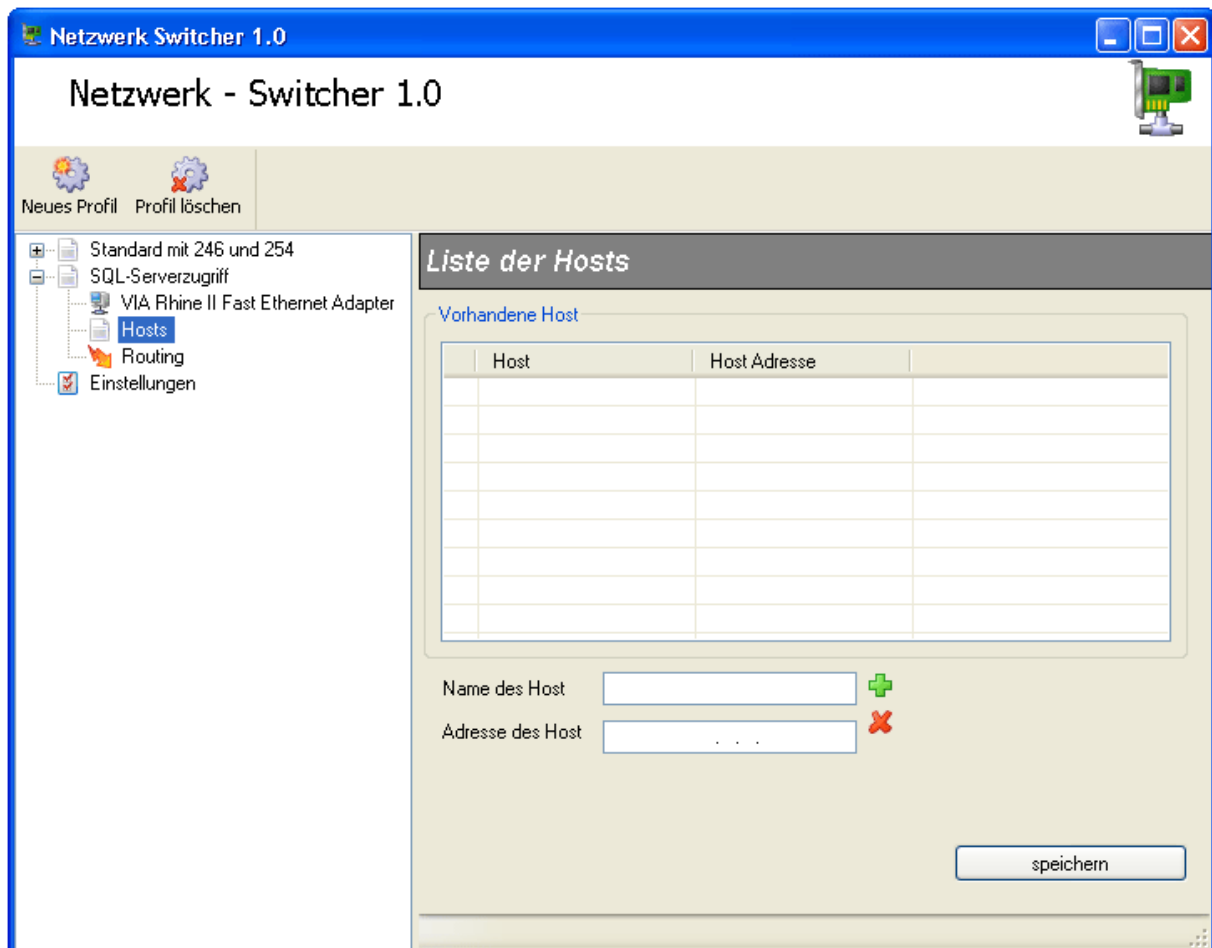 Netzwerk Switcher 1.0
Netzwerk - Switcher 1.0
Neues Profil Profil löschen
Standard mit 246 und 254
SQL-Serverzugriff
VIA Rhine II Fast Ethernet Adapter
Hosts
Routing
Einstellungen
Liste der Hosts
Vorhandene Host
Host Host Adresse
Name des Host
Adresse des Host . . .
speichern